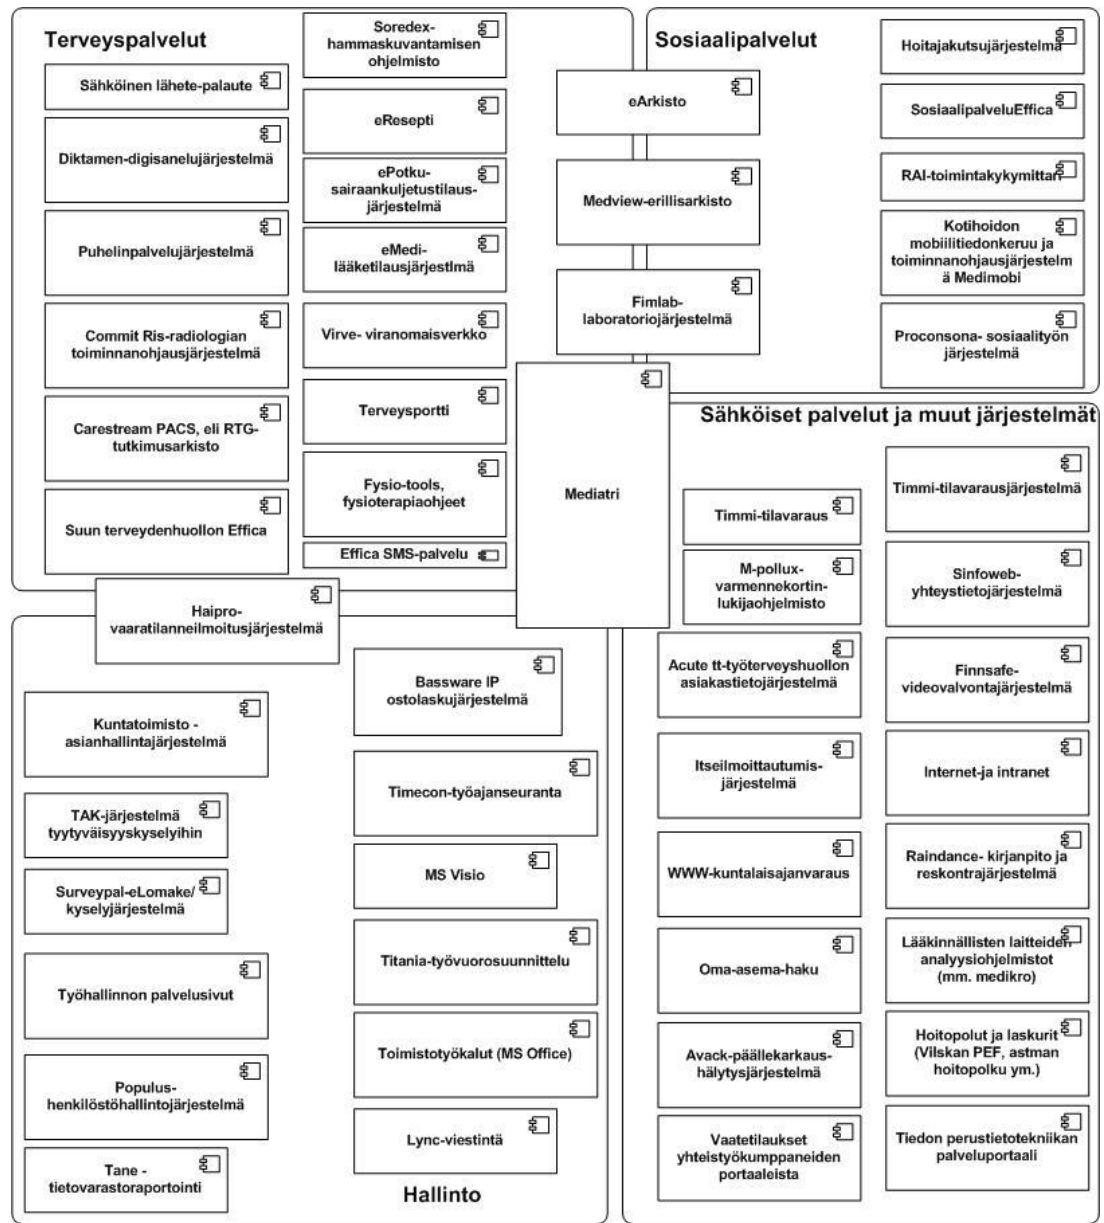 Terveyspalvelut
Sähköinen lähete-palaute
Diktamen-digisanelujärjestelmä
Puhelinpalvelujärjestelmä
Commit Ris-radiologian
toiminnanohjausjärjestelmä
Carestream PACS, eli RTG-
tutkimusarkisto
Suun terveydenhuollon Effica
Soredex-
hammaskuvantamisen
ohjelmisto
eResepti
ePotku-
sairaankuljetustilaus-
järjestelmä
eMedi-
lääketilausjärjestlmä
Virve- viranomaisverkko
Terveysportti
Fysio-tools,
fysioterapiaohjeet
Effica SMS-palvelu
eArkisto
Medview-erillisarkisto
Fimlab-
laboratoriojärjestelmä
Mediatri
Sosiaalipalvelut
Hoitajakutsujärjestelmä
SosiaalipalveluEffica
RAI-toimintakykymittari
Kotihoidon
mobiilitiedonkeruu ja
toiminnanohjausjärjestelm
ä Medimobi
Proconsona- sosiaalityön
järjestelmä
Haipro-
vaaratilanneilmoitusjärjestelmä
Kuntatoimisto -
asianhallintajärjestelmä
TAK-järjestelmä
tyytyväisyyskyselyihin
Surveypal-eLomake/
kyselyjärjestelmä
Työhallinnon palvelusivut
Populus-
henkilöstöhallintojärjestelmä
Tane -
tietovarastoraportointi
Bassware IP
ostolaskujärjestelmä
Timecon-työajanseuranta
MS Visio
Titania-työvuorosuunnittelu
Toimistotyökalut (MS Office)
Lync-viestintä
Hallinto
Sähköiset palvelut ja muut järjestelmät
Timmi-tilavaraus
M-pollux-
varmennekortin-
lukijaohjelmisto
Acute tt-työterveyshuollon
asiakastietojärjestelmä
Itseilmoittautumis-
järjestelmä
WWW-kuntalaisajanvaraus
Oma-asema-haku
Avack-päällekarkaus-
hälytysjärjestelmä
Vaatetilaukset
yhteistyökumppaneiden
portaaleista
Timmi-tilavarausjärjestelmä
Sinfoweb-
yhteystietojärjestelmä
Finnsafe-
videovalvontajärjestelmä
Internet-ja intranet
Raindance- kirjanpito ja
reskontrajärjestelmä
Lääkinnällisten laitteiden
analyysiohjelmistot
(mm. medikro)
Hoitopolut ja laskurit
(Vilskan PEF, astman
hoitopolku ym.)
Tiedon perustietotekniikan
palveluportaali